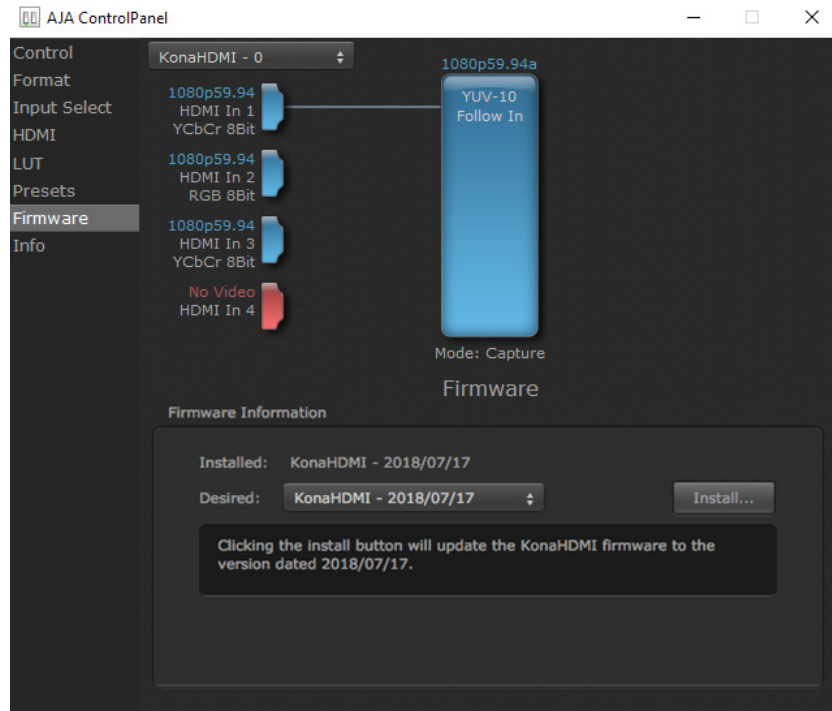 AJA ControlPanel
Control
Format
Input Select
HDMI
LUT
Presets
Firmware
Info
KonaHDMI - 0
1080p59.94
HDMI In 1
YCbCr 8Bit
1080p59.94
HDMI In 2
RGB 8Bit
1080p59.94
HDMI In 3
YCbCr 8Bit
No Video
HDMI In 4
1080p59.94a
YUV-10
Follow In
Mode: Capture
Firmware
Firmware Information
Installed: KonaHDMI - 2018/07/17
Desired: KonaHDMI - 2018/07/17 Install...
Clicking the install button will update the KonaHDMI firmware to the
version dated 2018/07/17.